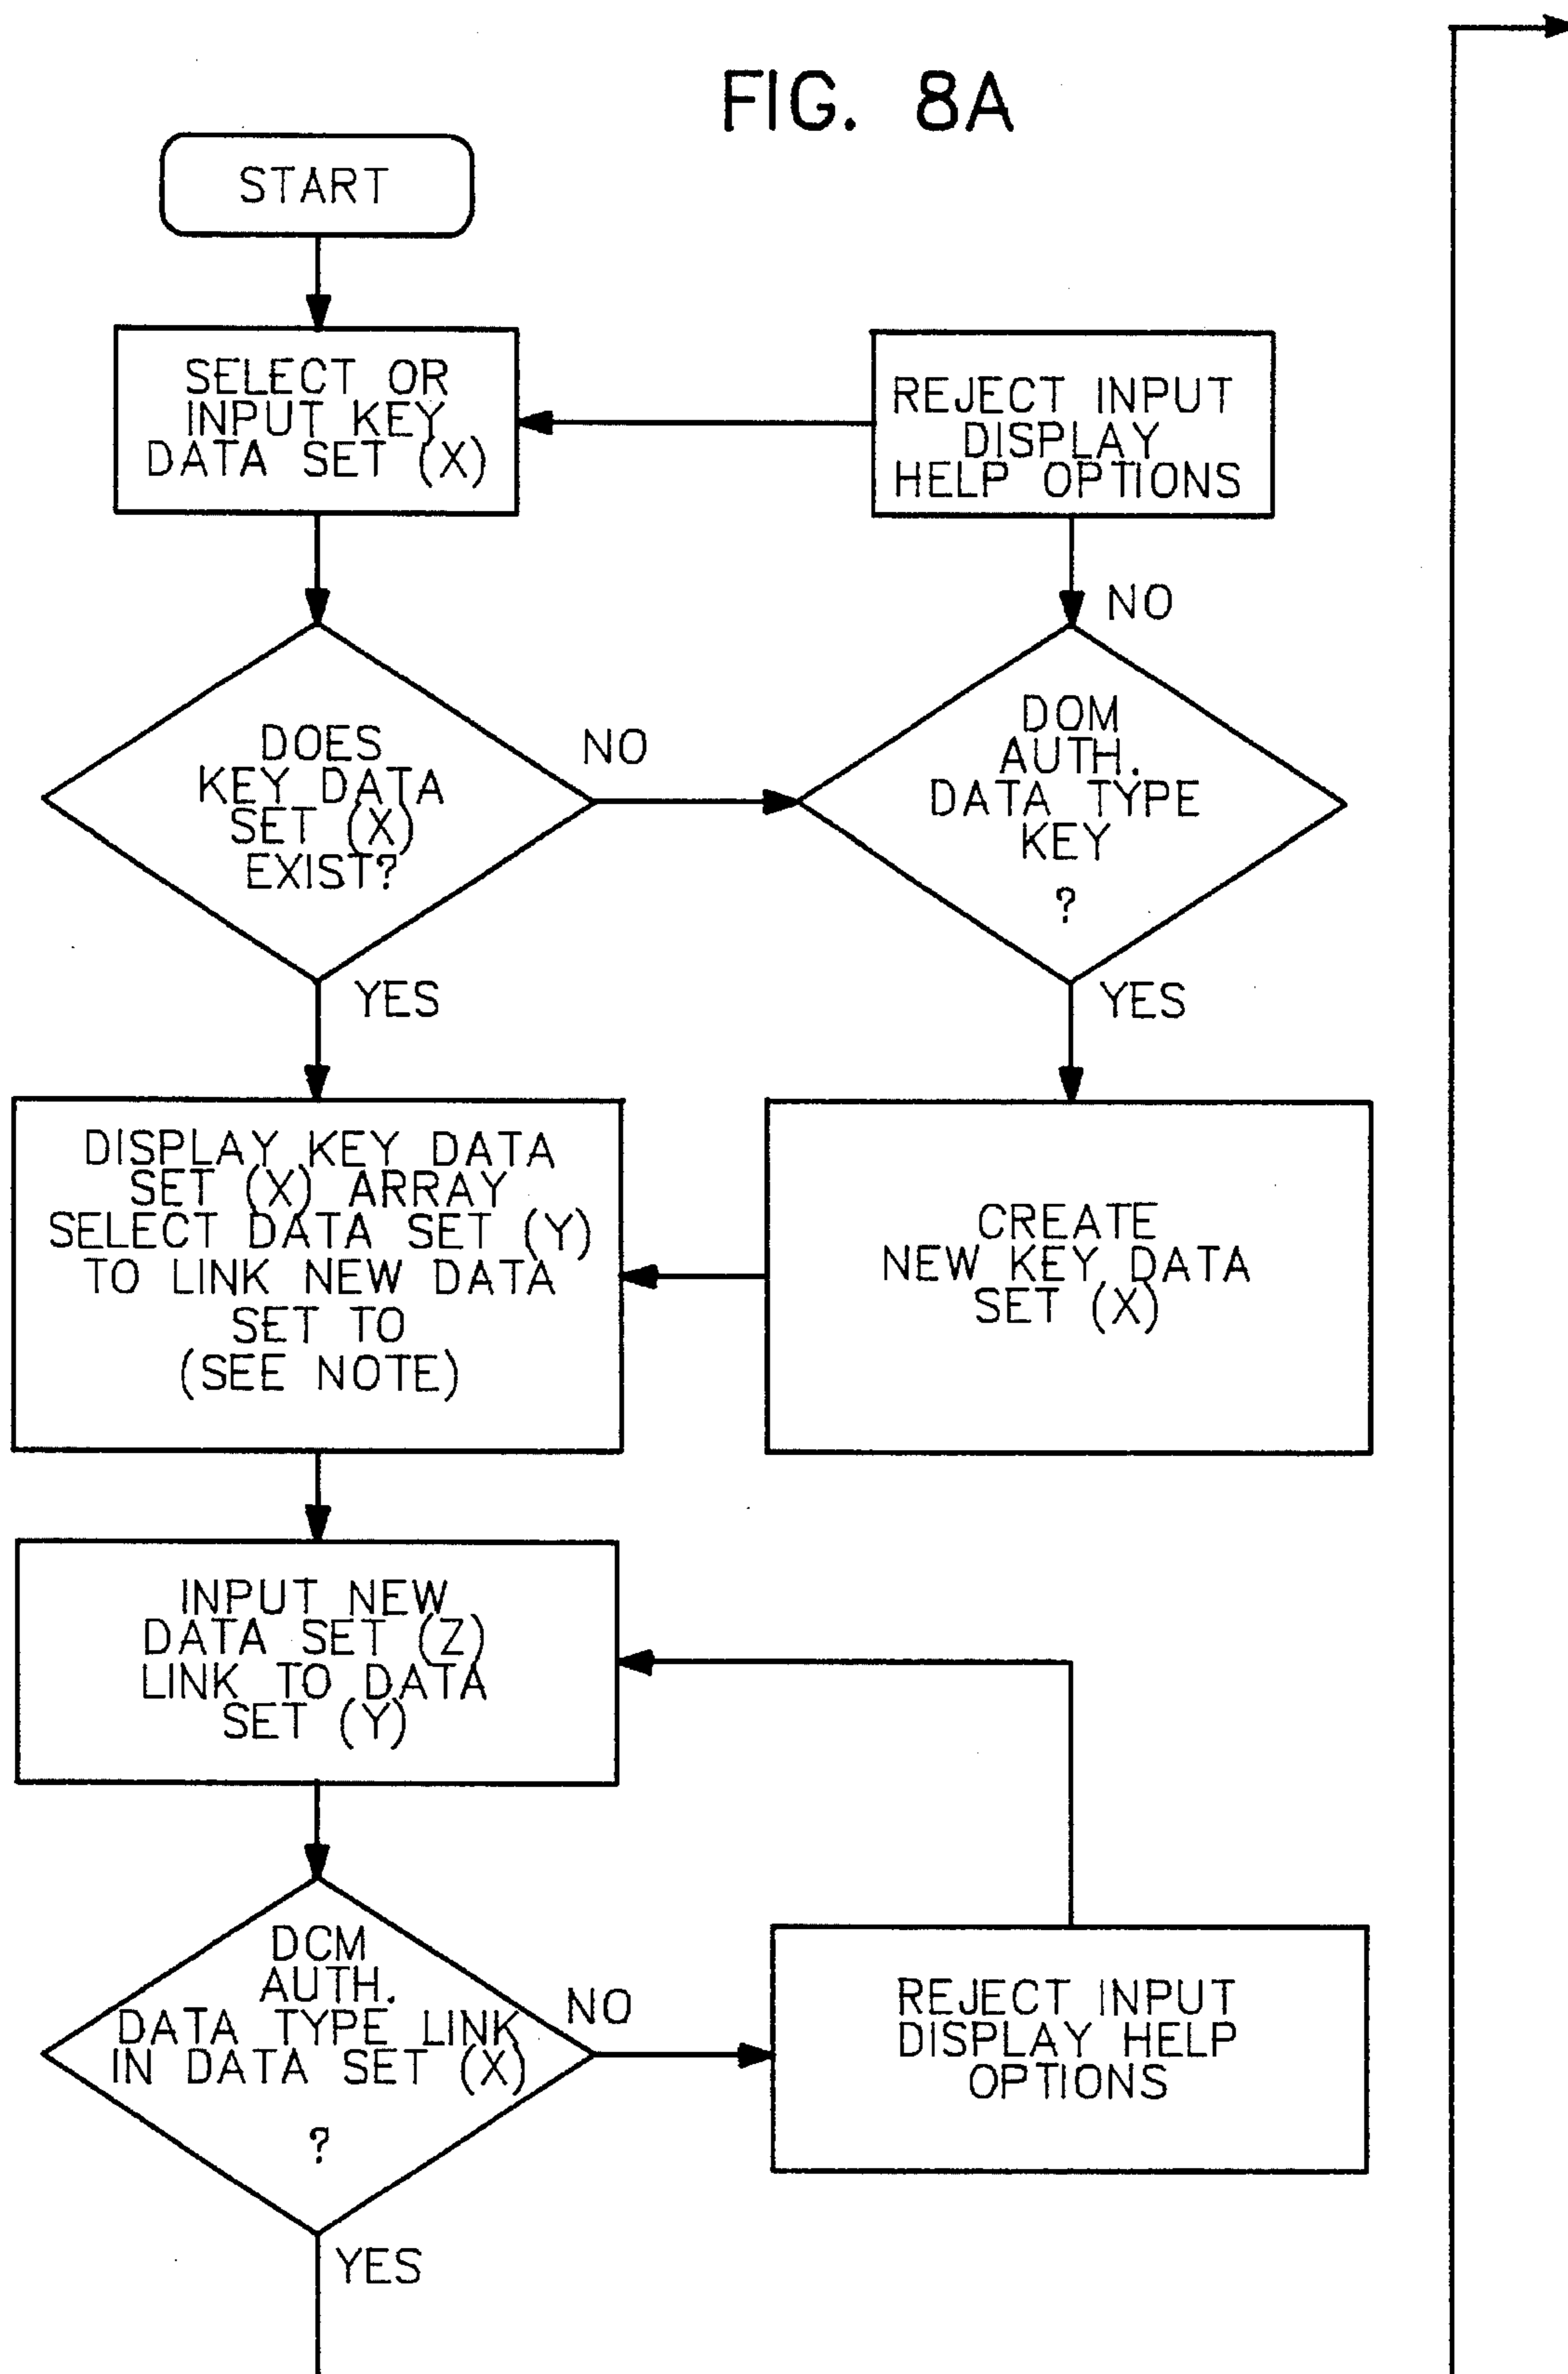 FIG. 8A
START
SELECT OR
INPUT KEY
DATA SET (X)
REJECT INPUT
DISPLAY
HELP OPTIONS
NO
DOES
KEY DATA
SET (X)
EXIST?
NO
DOM
AUTH.
DATA TYPE
KEY
?
YES
YES
DISPLAY KEY DATA
SET (X) ARRAY
SELECT DATA SET (Y)
TO LINK NEW DATA
SET TO
(SEE NOTE)
CREATE
NEW KEY DATA
SET (X)
INPUT NEW
DATA SET (Z)
LINK TO DATA
SET (Y)
DCM
AUTH.
DATA TYPE LINK
IN DATA SET (X)
?
NO
REJECT INPUT
DISPLAY HELP
OPTIONS
YES